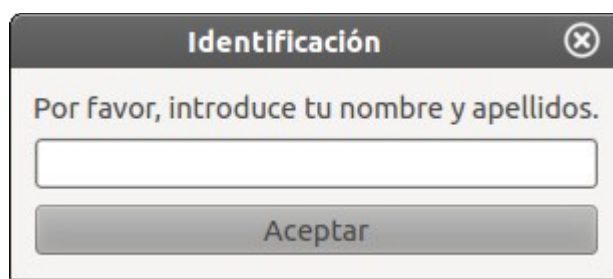 Identificación
Por favor, introduce tu nombre y apellidos.
Aceptar